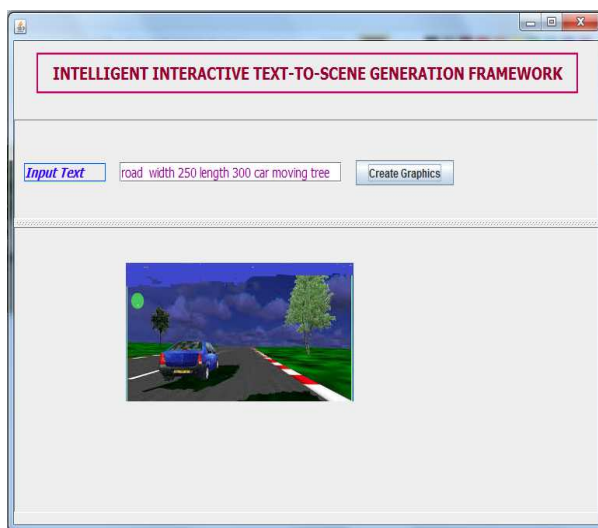 INTELLIGENT INTERACTIVE TEXT-TO-SCENE GENERATION FRAMEWORK
Input Text road width 250 length 300 car moving tree Create Graphics